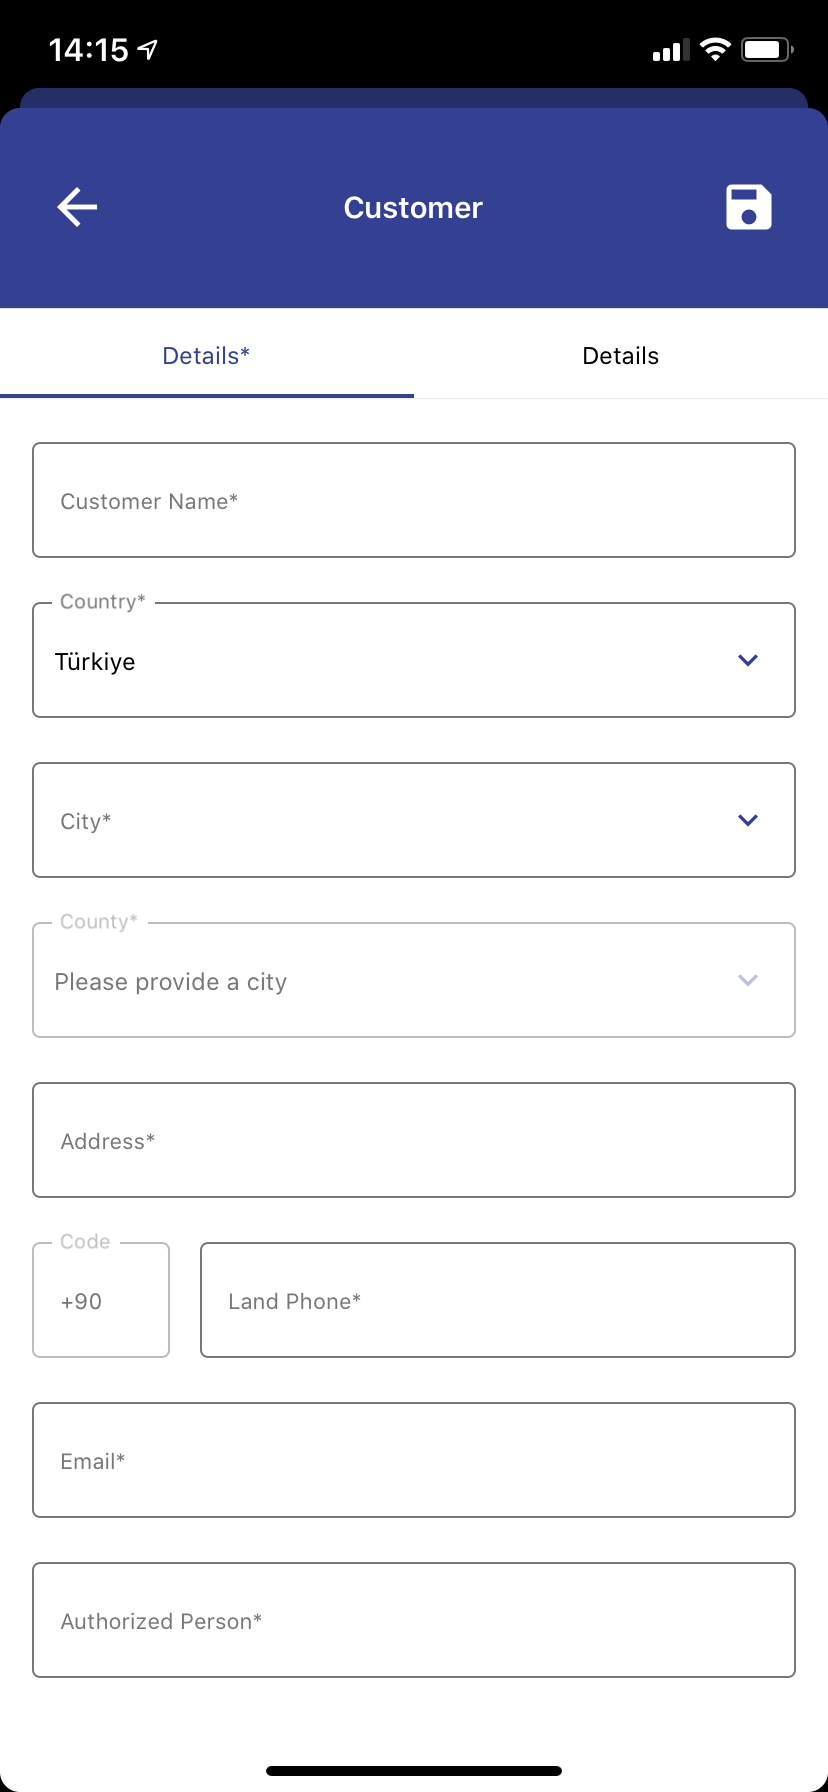 14:15
Customer
Details* Details
Customer Name*
Country*
Türkiye
City*
County*
Please provide a city
Address*
Code
+90 Land Phone*
Email*
Authorized Person*